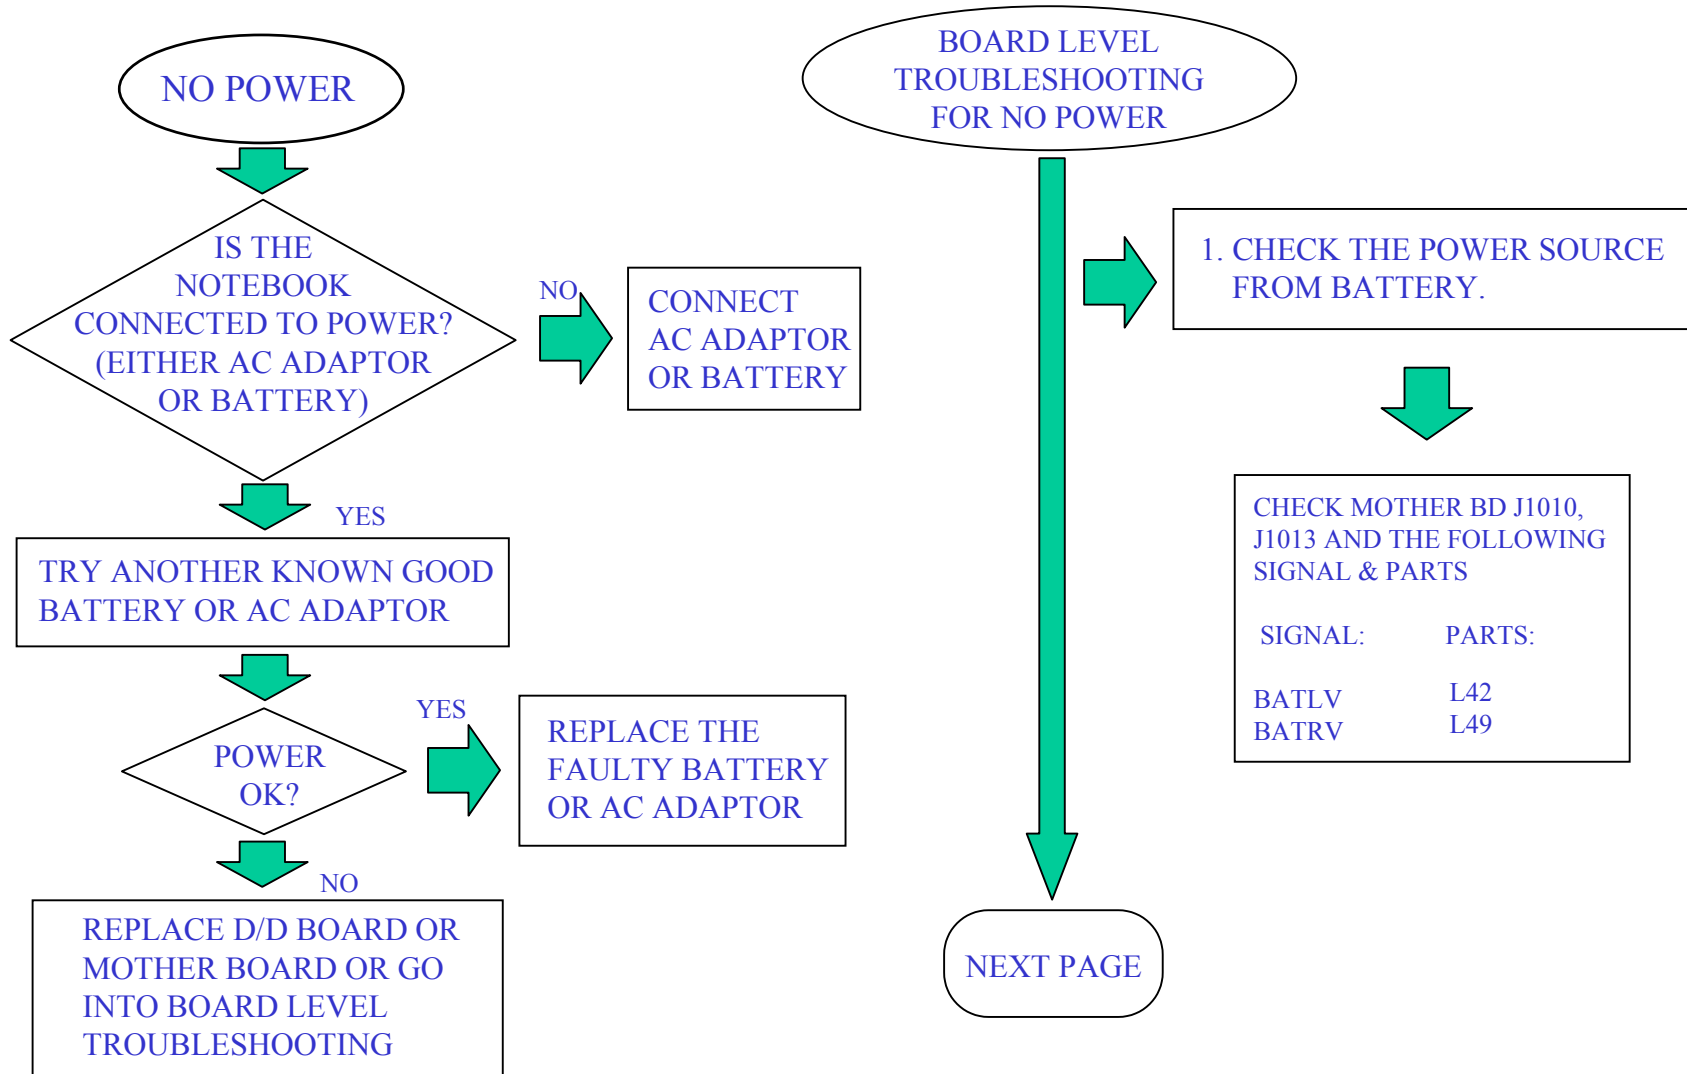 NO POWER
IS THE
NOTEBOOK
CONNECTED TO POWER?
(EITHER AC ADAPTOR
OR BATTERY)
NO
CONNECT
AC ADAPTOR
OR BATTERY
YES
TRY ANOTHER KNOWN GOOD
BATTERY OR AC ADAPTOR
POWER
OK?
YES
REPLACE THE
FAULTY BATTERY
OR AC ADAPTOR
NO
REPLACE D/D BOARD OR
MOTHER BOARD OR GO
INTO BOARD LEVEL
TROUBLESHOOTING
BOARD LEVEL
TROUBLESHOOTING
FOR NO POWER
1. CHECK THE POWER SOURCE
FROM BATTERY.
CHECK MOTHER BD J1010,
J1013 AND THE FOLLOWING
SIGNAL & PARTS
SIGNAL: PARTS:
BATLV L42
BATRV L49
NEXT PAGE